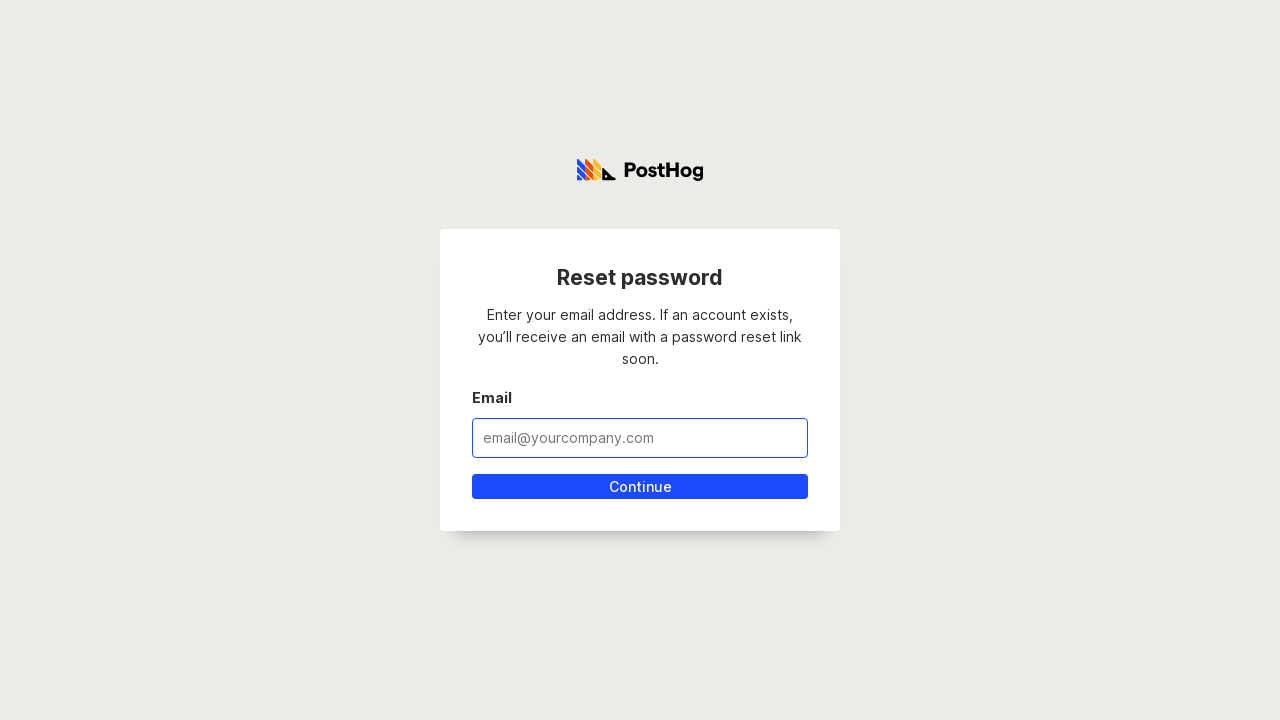 PostHog
Reset password
Enter your email address. If an account exists,
you’ll receive an email with a password reset link
soon.
Email
email@yourcompany.com
Continue